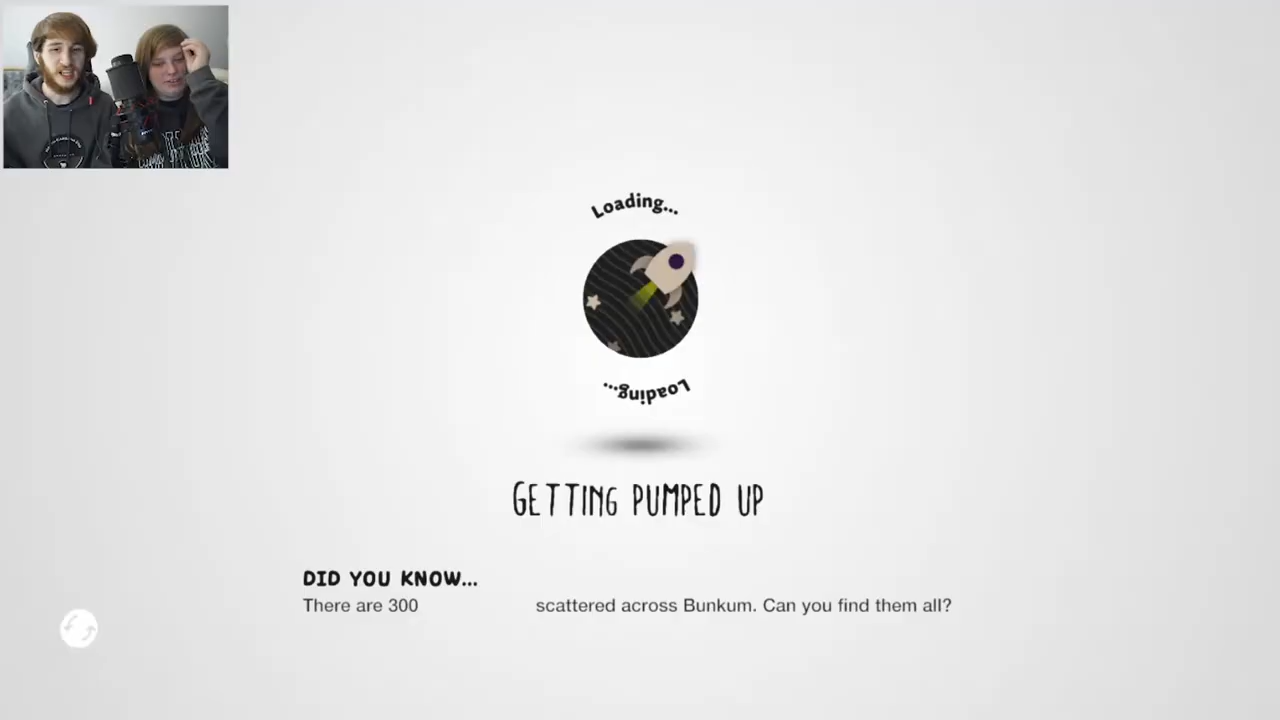 Loading...
Loading...
GETTING PUMPED UP
DID YOU KNOW...
There are 300 scattered across Bunkum. Can you find them all?